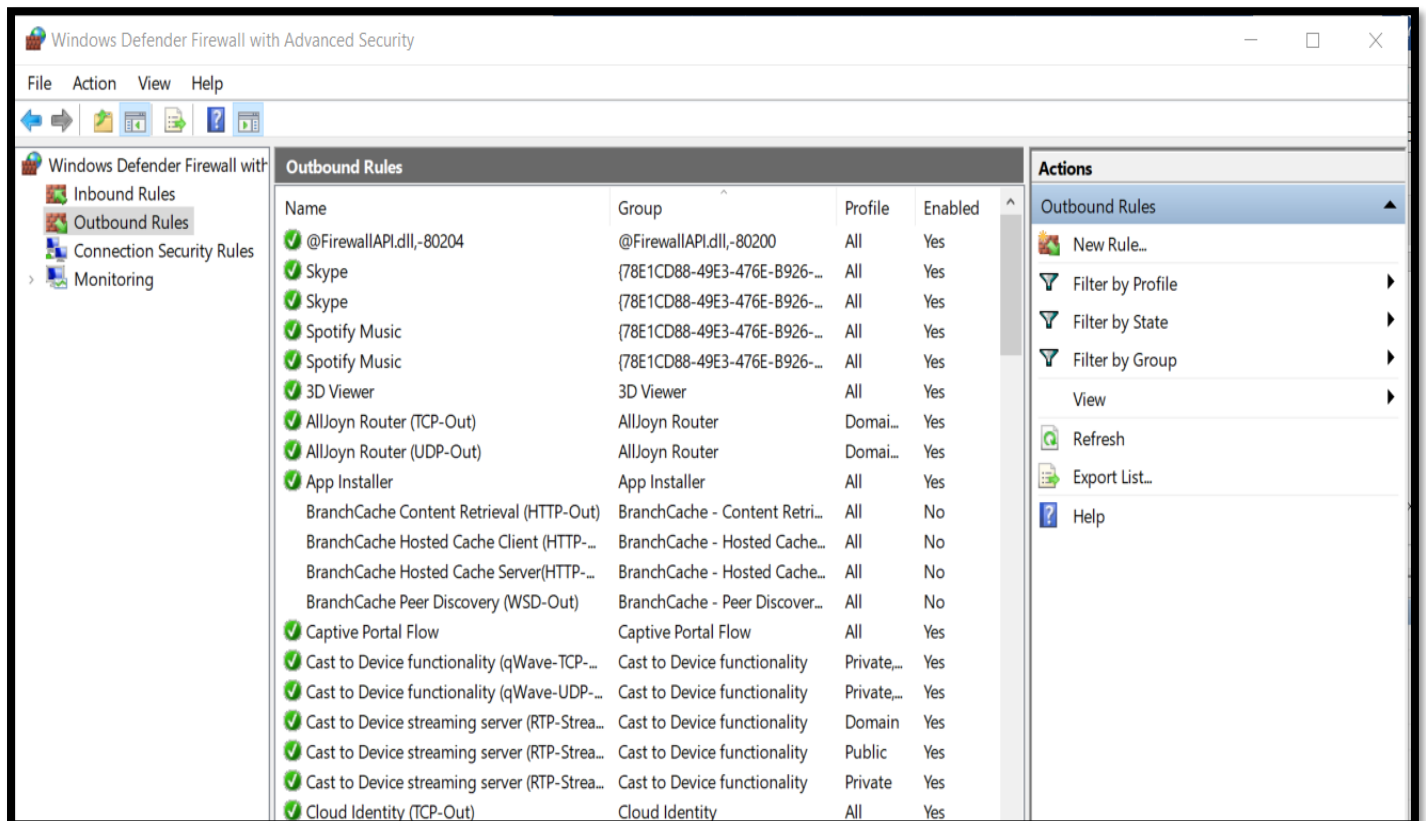 Windows Defender Firewall with Advanced Security
File Action View Help
Windows Defender Firewall with
Inbound Rules
Outbound Rules
Connection Security Rules
Monitoring
Outbound Rules
Name Group Profile Enabled
@FirewallAPI.dll,-80204 @FirewallAPI.dll,-80200 All Yes
Skype {78E1CD88-49E3-476E-B926-... All Yes
Skype {78E1CD88-49E3-476E-B926-... All Yes
Spotify Music {78E1CD88-49E3-476E-B926-... All Yes
Spotify Music {78E1CD88-49E3-476E-B926-... All Yes
3D Viewer 3D Viewer All Yes
AllJoyn Router (TCP-Out) AllJoyn Router Domai... Yes
AllJoyn Router (UDP-Out) AllJoyn Router Domai... Yes
App Installer App Installer All Yes
BranchCache Content Retrieval (HTTP-Out) BranchCache - Content Retri... All No
BranchCache Hosted Cache Client (HTTP-... BranchCache - Hosted Cache... All No
BranchCache Hosted Cache Server(HTTP-... BranchCache - Hosted Cache... All No
BranchCache Peer Discovery (WSD-Out) BranchCache - Peer Discover... All No
Captive Portal Flow Captive Portal Flow All Yes
Cast to Device functionality (qWave-TCP-... Cast to Device functionality Private,... Yes
Cast to Device functionality (qWave-UDP-... Cast to Device functionality Private,... Yes
Cast to Device streaming server (RTP-Strea... Cast to Device functionality Domain Yes
Cast to Device streaming server (RTP-Strea... Cast to Device functionality Public Yes
Cast to Device streaming server (RTP-Strea... Cast to Device functionality Private Yes
Cloud Identity (TCP-Out) Cloud Identity All Yes
Actions
Outbound Rules
New Rule...
Filter by Profile
Filter by State
Filter by Group
View
Refresh
Export List...
Help